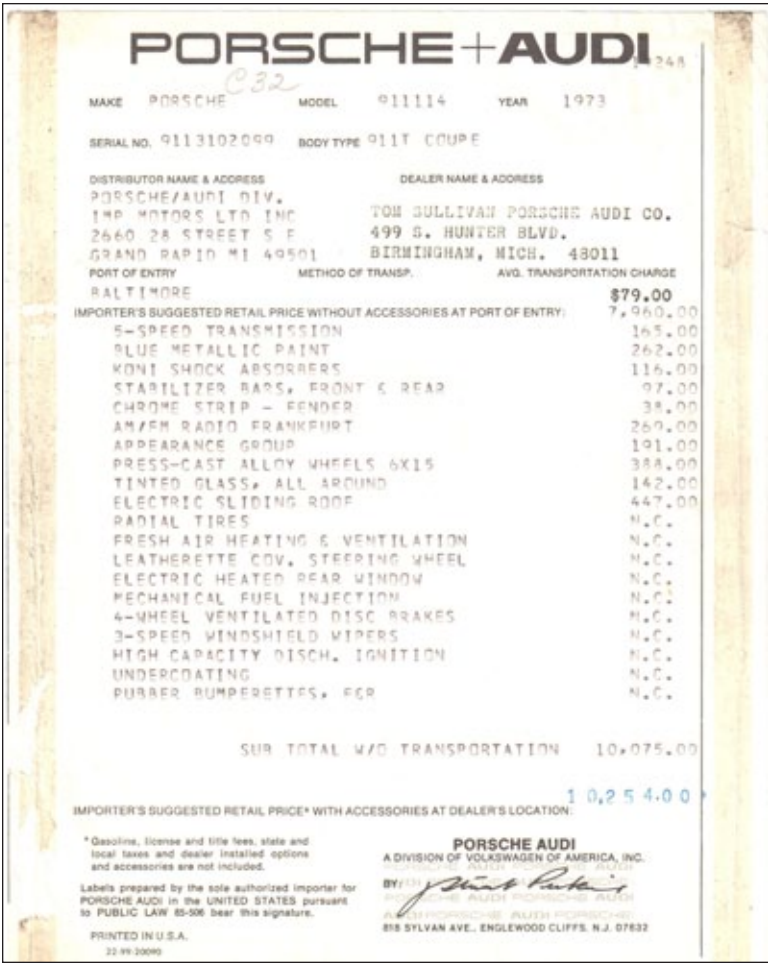 PORSCHE+AUDI
C32
MAKE PORSCHE MODEL 911114 YEAR 1973
SERIAL NO. 9113102099 BODY TYPE 911T COUPE
DISTRIBUTOR NAME & ADDRESS DEALER NAME & ADDRESS
PORSCHE/AUDI DIV.
IMP MOTORS LTD INC TOM SULLIVAN PORSCHE AUDI CO.
2660 28 STREET S E 499 S. HUNTER BLVD.
GRAND RAPID MI 49501 BIRMINGHAM, MICH. 48011
PORT OF ENTRY METHOD OF TRANSP. AVG. TRANSPORTATION CHARGE
BALTIMORE $79.00
IMPORTER'S SUGGESTED RETAIL PRICE WITHOUT ACCESSORIES AT PORT OF ENTRY: 7,960.00
5-SPEED TRANSMISSION 165.00
BLUE METALLIC PAINT 262.00
KONI SHOCK ABSORBERS 116.00
STABILIZER BARS, FRONT & REAR 97.00
CHROME STRIP - FENDER 38.00
AM/FM RADIO FRANKFURT 269.00
APPEARANCE GROUP 191.00
PRESS-CAST ALLOY WHEELS 6X15 388.00
TINTED GLASS, ALL AROUND 142.00
ELECTRIC SLIDING ROOF 447.00
RADIAL TIRES N.C.
FRESH AIR HEATING & VENTILATION N.C.
LEATHERETTE COV. STEERING WHEEL N.C.
ELECTRIC HEATED REAR WINDOW N.C.
MECHANICAL FUEL INJECTION N.C.
4-WHEEL VENTILATED DISC BRAKES N.C.
3-SPEED WINDSHIELD WIPERS N.C.
HIGH CAPACITY DISCH. IGNITION N.C.
UNDERCOATING N.C.
RUBBER BUMPERETTES, F&R N.C.
SUB TOTAL W/O TRANSPORTATION 10,075.00
10,254.00
IMPORTER'S SUGGESTED RETAIL PRICE* WITH ACCESSORIES AT DEALER'S LOCATION:
* Gasoline, license and title fees, state and
local taxes and dealer installed options
and accessories are not included.
Labels prepared by the sole authorized importer for
PORSCHE AUDI in the UNITED STATES pursuant
to PUBLIC LAW 85-506 bear this signature.
PORSCHE AUDI
A DIVISION OF VOLKSWAGEN OF AMERICA, INC.
BY:
818 SYLVAN AVE., ENGLEWOOD CLIFFS, N.J. 07632
PRINTED IN U.S.A.
22-99-20090